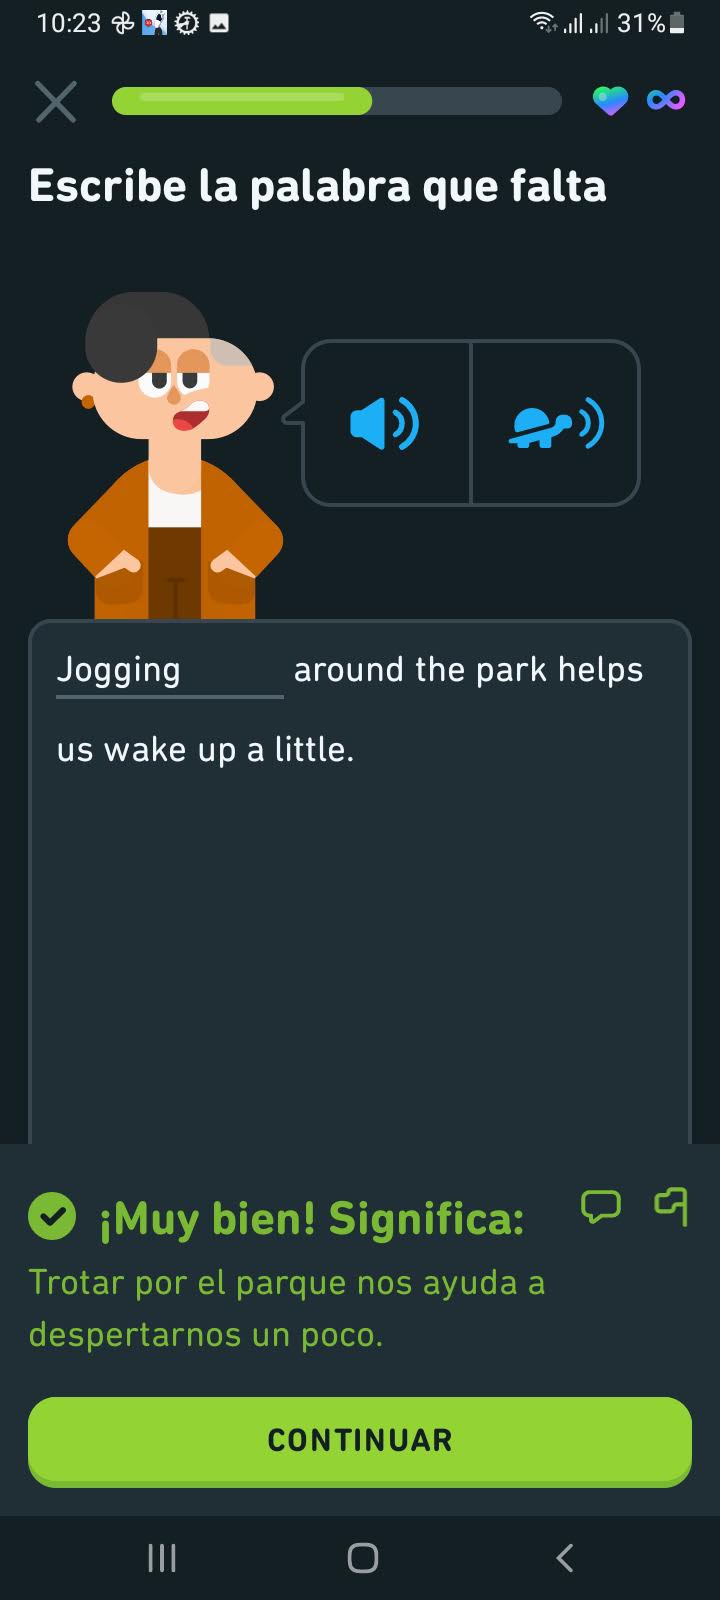 10:23 31%
Escribe la palabra que falta
Jogging around the park helps
us wake up a little.
¡Muy bien! Significa:
Trotar por el parque nos ayuda a
despertarnos un poco.
CONTINUAR